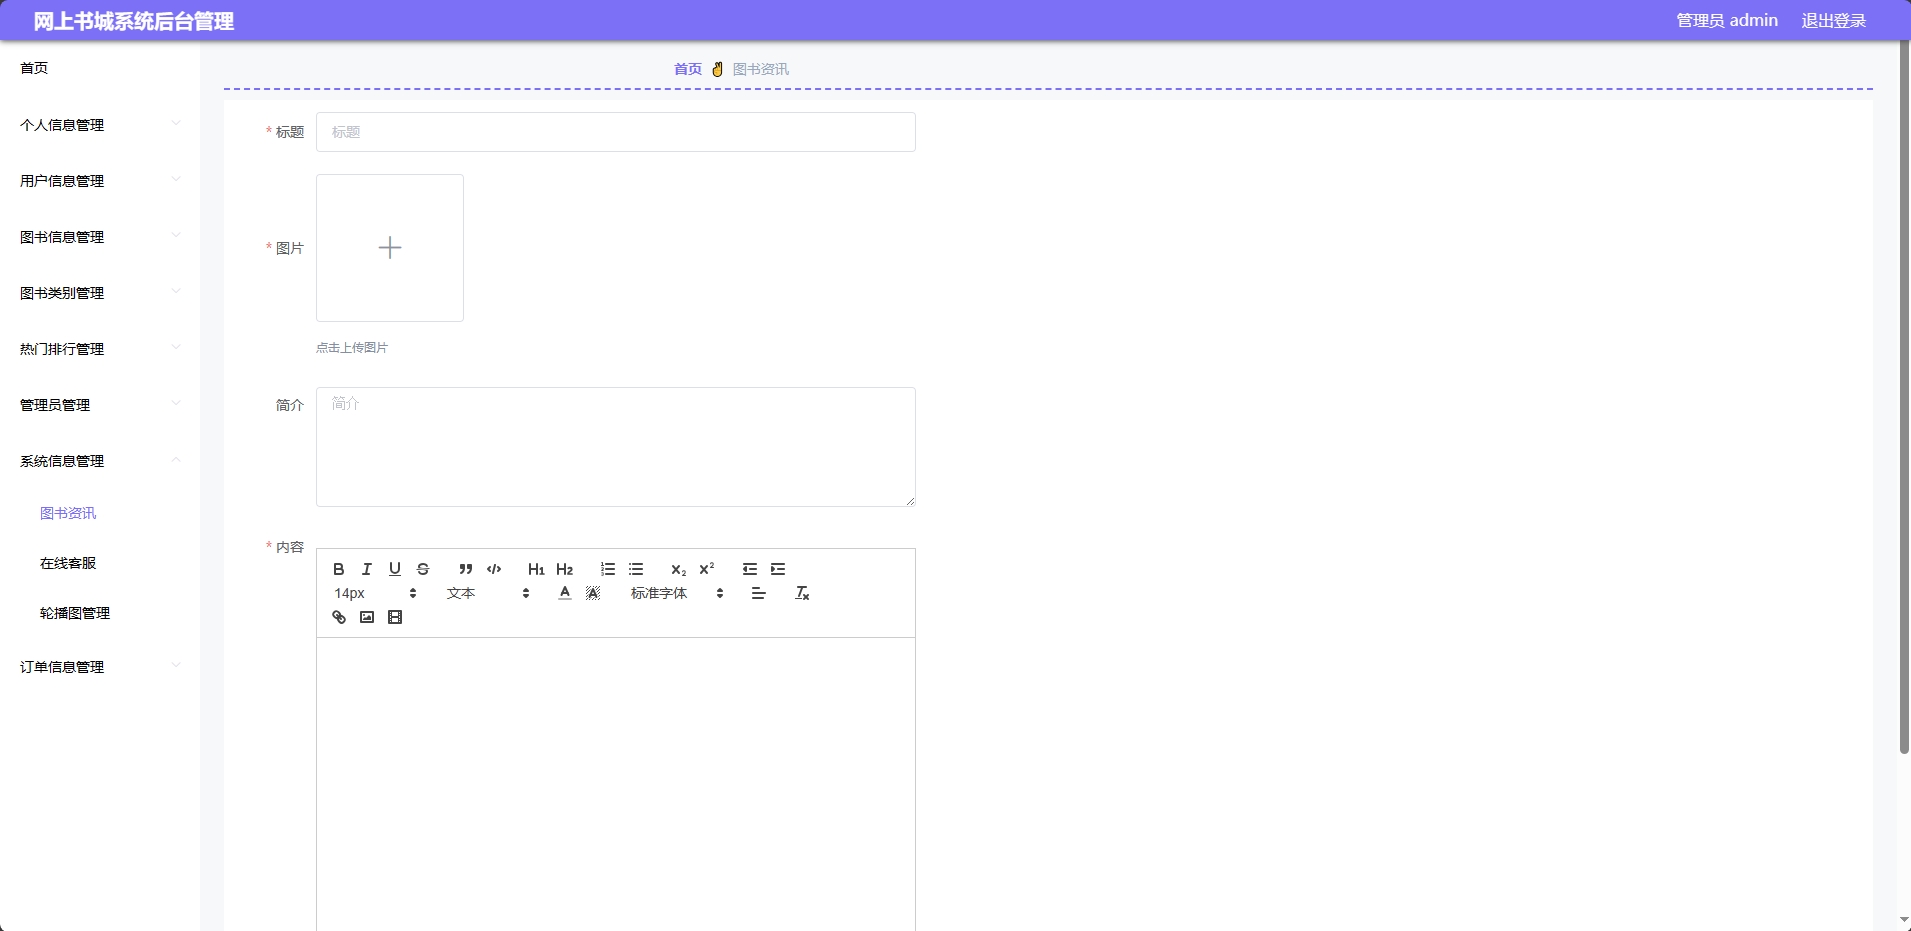 网上书城系统后台管理
管理员 admin
退出登录
首页
个人信息管理
用户信息管理
图书信息管理
图书类别管理
热门排行管理
管理员管理
系统信息管理
图书资讯
在线客服
轮播图管理
订单信息管理
首页 ✌ 图书资讯
* 标题
标题
* 图片
点击上传图片
简介
简介
* 内容
B I U S H1 H2 X2 X2
14px 文本 A A 标准字体 Tx